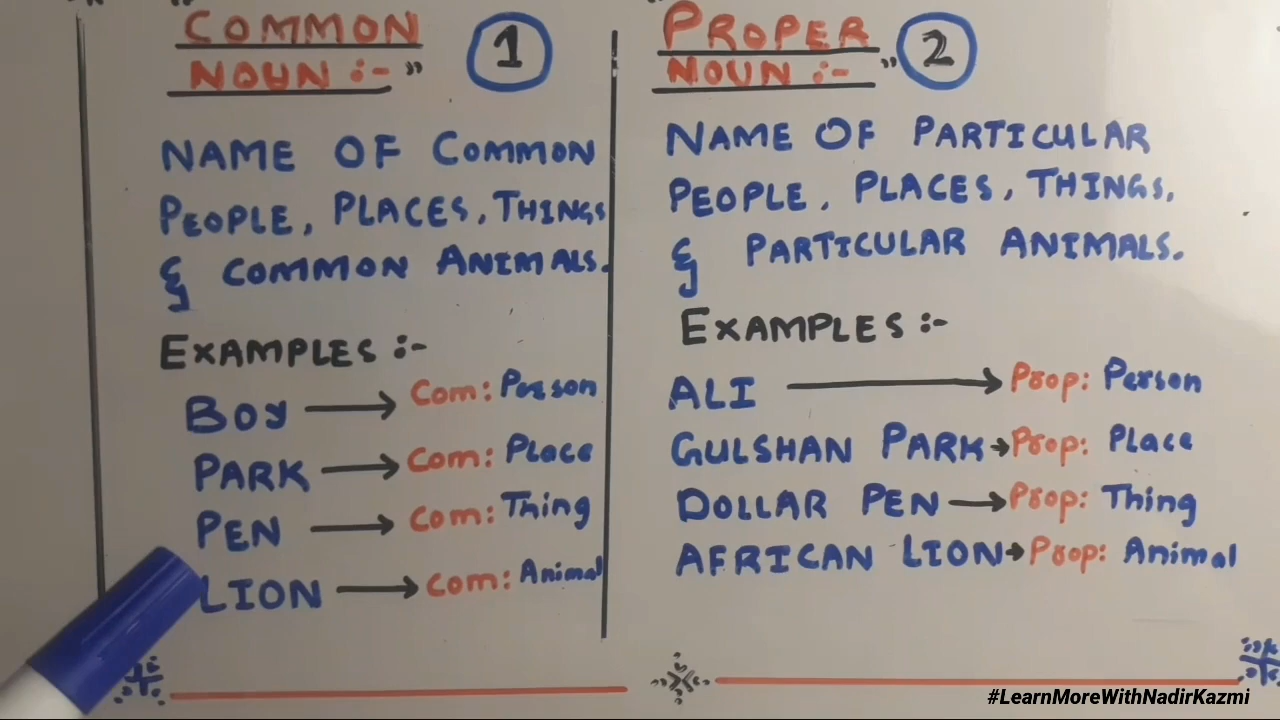 COMMON
NOUN :- "
1
NAME OF COMMON
PEOPLE, PLACES, THINGS
& COMMON ANIMALS.
EXAMPLES :-
BOY → Com: Person
PARK → Com: Place
PEN → Com: Thing
LION → Com: Animal
PROPER
NOUN :- "
2
NAME OF PARTICULAR
PEOPLE, PLACES, THINGS,
& PARTICULAR ANIMALS.
EXAMPLES :-
ALI → Prop: Person
GULSHAN PARK → Prop: Place
DOLLAR PEN → Prop: Thing
AFRICAN LION → Prop: Animal
#LearnMoreWithNadirKazmi